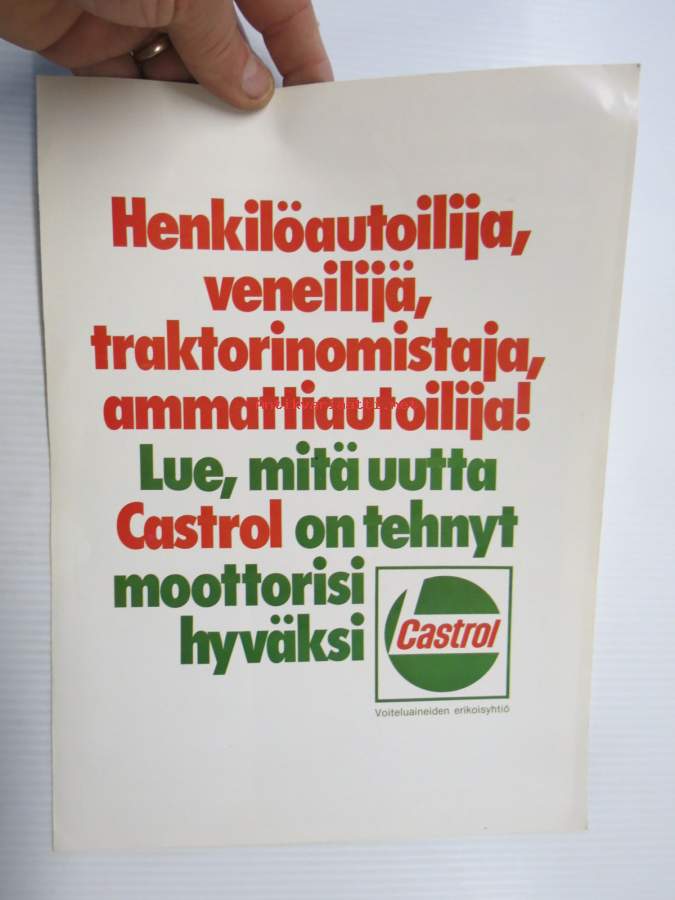 Henkilöautoilija,
veneilijä,
traktorinomistaja,
ammattiautoilija!
Lue, mitä uutta
Castrol on tehnyt
moottorisi
hyväksi
Castrol
Voiteluaineiden erikoisyhtiö